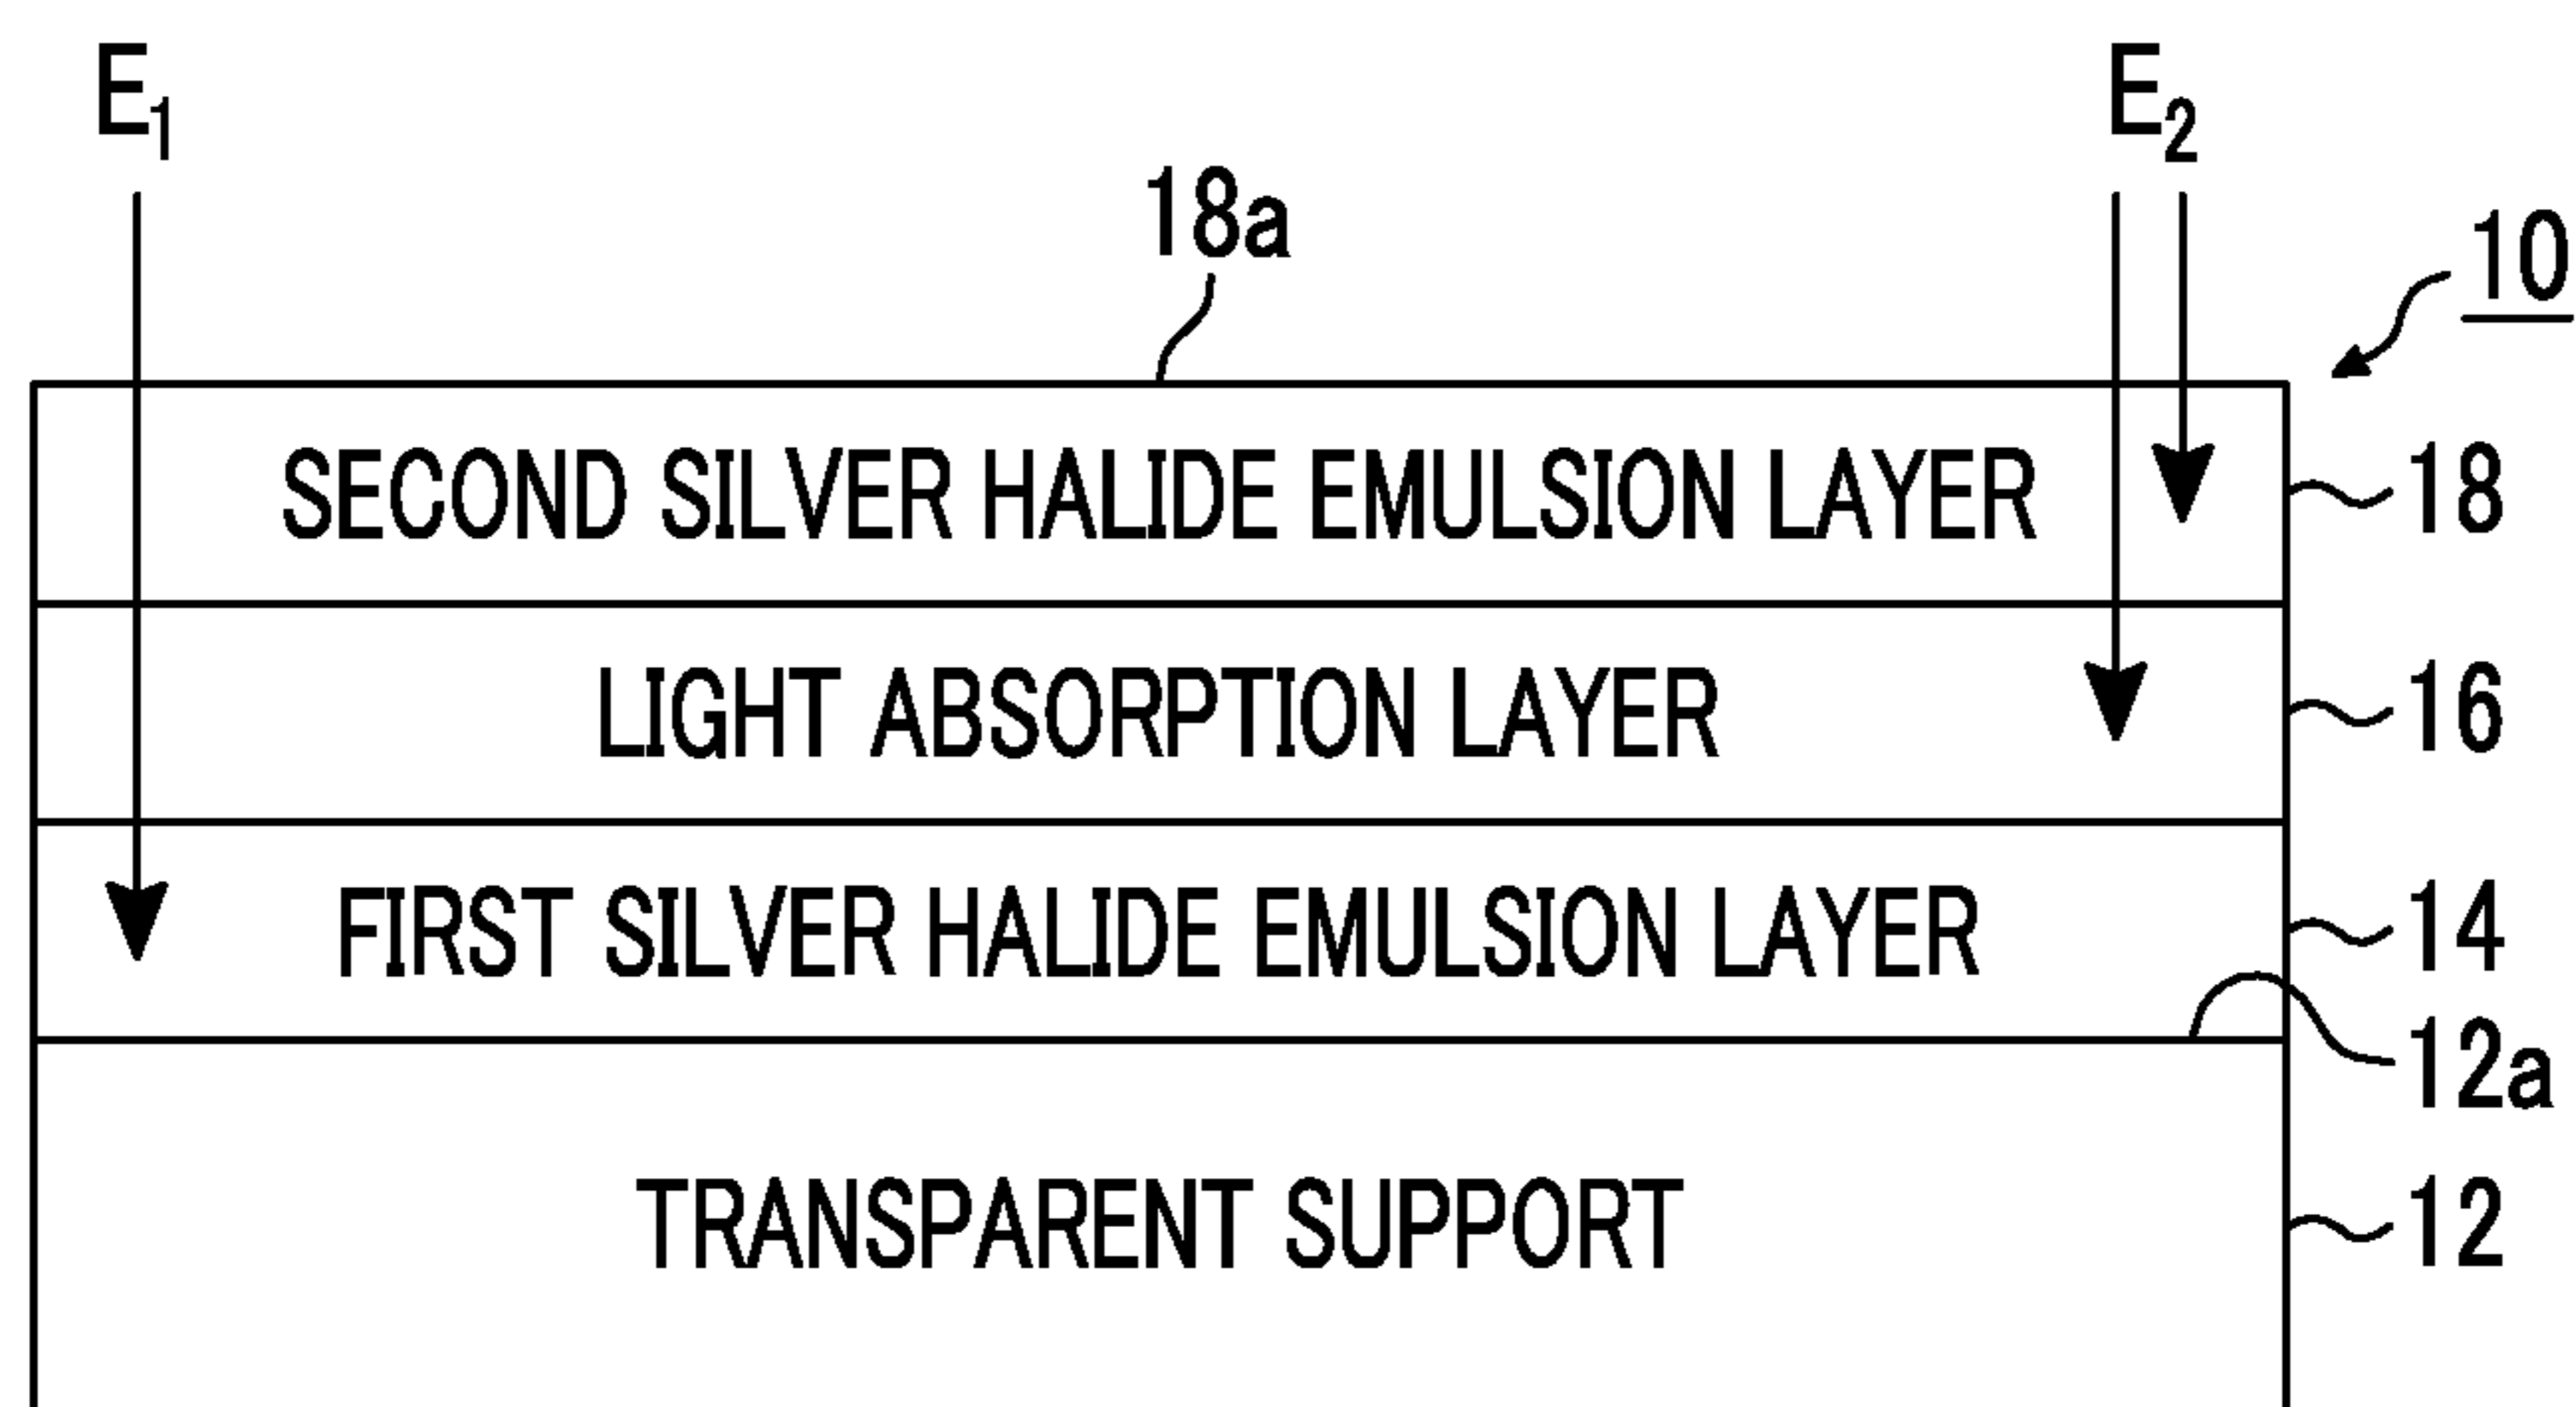 E1
E2
18a
10
SECOND SILVER HALIDE EMULSION LAYER
18
LIGHT ABSORPTION LAYER
16
FIRST SILVER HALIDE EMULSION LAYER
14
12a
TRANSPARENT SUPPORT
12